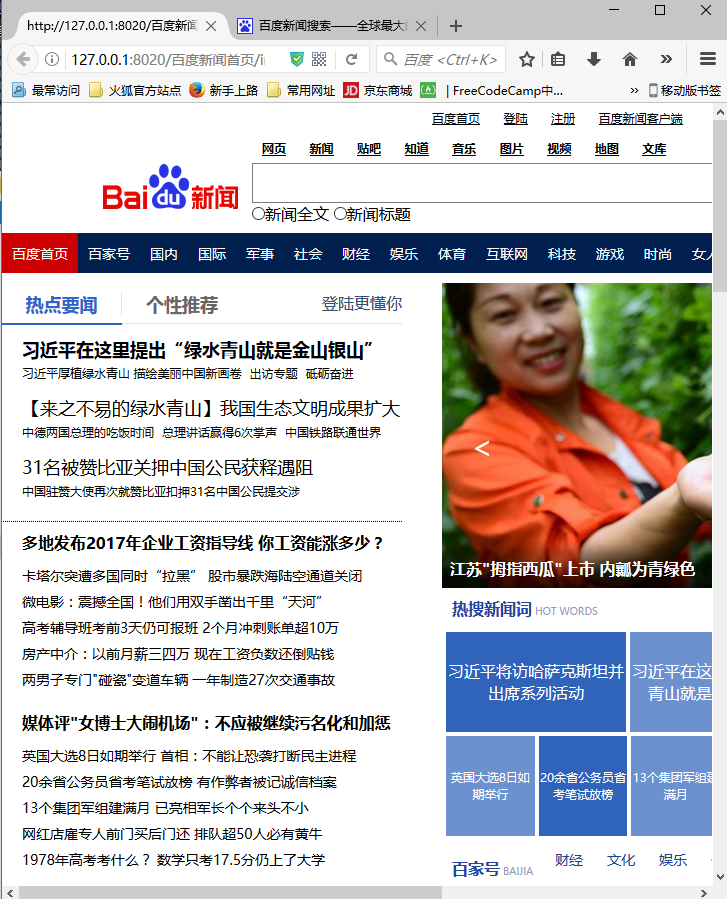 http://127.0.0.1:8020/百度新闻
百度新闻搜索——全球最大
127.0.0.1:8020/百度新闻首页/i
百度 <Ctrl+K>
最常访问 火狐官方站点 新手上路 常用网址 JD 京东商城 | FreeCodeCamp中... 移动版书签
百度首页 登陆 注册 百度新闻客户端
网页 新闻 贴吧 知道 音乐 图片 视频 地图 文库
Bai du 新闻
新闻全文 新闻标题
百度首页 百家号 国内 国际 军事 社会 财经 娱乐 体育 互联网 科技 游戏 时尚 女
热点要闻 个性推荐 登陆更懂你
习近平在这里提出“绿水青山就是金山银山”
习近平厚植绿水青山 描绘美丽中国新画卷 出访专题 砥砺奋进
【来之不易的绿水青山】我国生态文明成果扩大
中德两国总理的吃饭时间 总理讲话赢得6次掌声 中国铁路联通世界
31名被赞比亚关押中国公民获释遇阻
中国驻赞大使再次就赞比亚扣押31名中国公民提交涉
多地发布2017年企业工资指导线 你工资能涨多少？
卡塔尔突遭多国同时“拉黑” 股市暴跌海陆空通道关闭
微电影：震撼全国！他们用双手凿出千里“天河”
高考辅导班考前3天仍可报班 2个月冲刺账单超10万
房产中介：以前月薪三四万 现在工资负数还倒贴钱
两男子专门"碰瓷"变道车辆 一年制造27次交通事故
媒体评"女博士大闹机场"：不应被继续污名化和加惩
英国大选8日如期举行 首相：不能让恐袭打断民主进程
20余省公务员省考笔试放榜 有作弊者被记诚信档案
13个集团军组建满月 已亮相军长个个来头不小
网红店雇专人前门买后门还 排队超50人必有黄牛
1978年高考考什么？ 数学只考17.5分仍上了大学
<
江苏"拇指西瓜"上市 内瓤为青绿色
热搜新闻词 HOT WORDS
习近平将访哈萨克斯坦并
出席系列活动
习近平在这
青山就是
英国大选8日如
期举行
20余省公务员省
考笔试放榜
13个集团军组建
满月
百家号 BAIJIA 财经 文化 娱乐